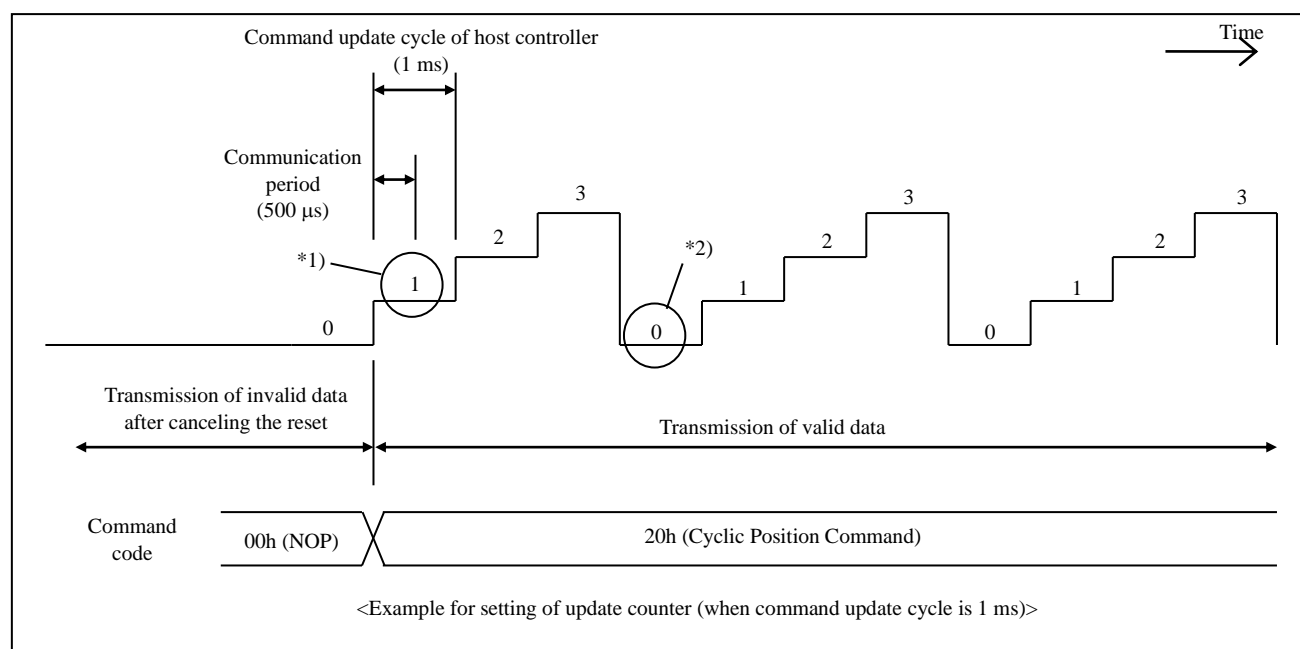 Command update cycle of host controller
(1 ms)
Time
Communication
period
(500 μs)
3
3
3
2
2
2
*1)
*2)
1
1
1
0
0
0
Transmission of invalid data
after canceling the reset
Transmission of valid data
Command
code
00h (NOP)
20h (Cyclic Position Command)
<Example for setting of update counter (when command update cycle is 1 ms)>